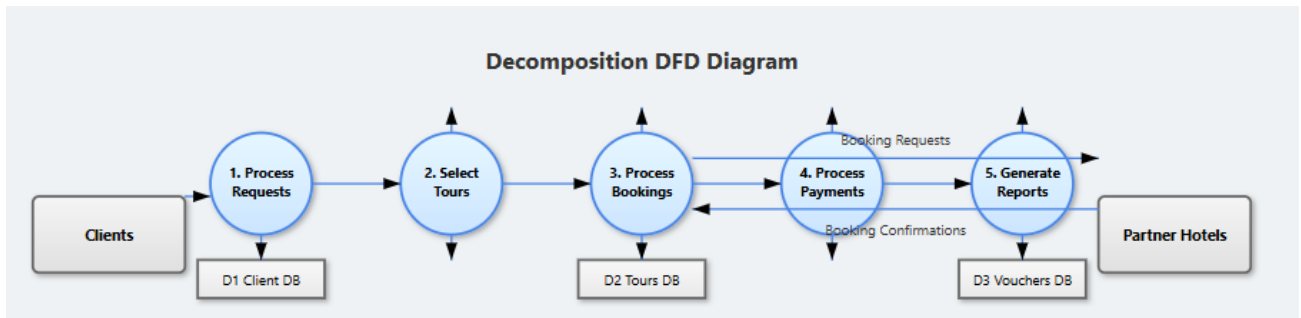 Decomposition DFD Diagram
Booking Requests
1. Process
Requests
2. Select
Tours
3. Process
Bookings
4. Process
Payments
5. Generate
Reports
Clients
Booking Confirmations
Partner Hotels
D1 Client DB
D2 Tours DB
D3 Vouchers DB